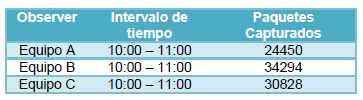 Observer Intervalo de tiempo Paquetes Capturados
Equipo A 10:00 – 11:00 24450
Equipo B 10:00 – 11:00 34294
Equipo C 10:00 – 11:00 30828